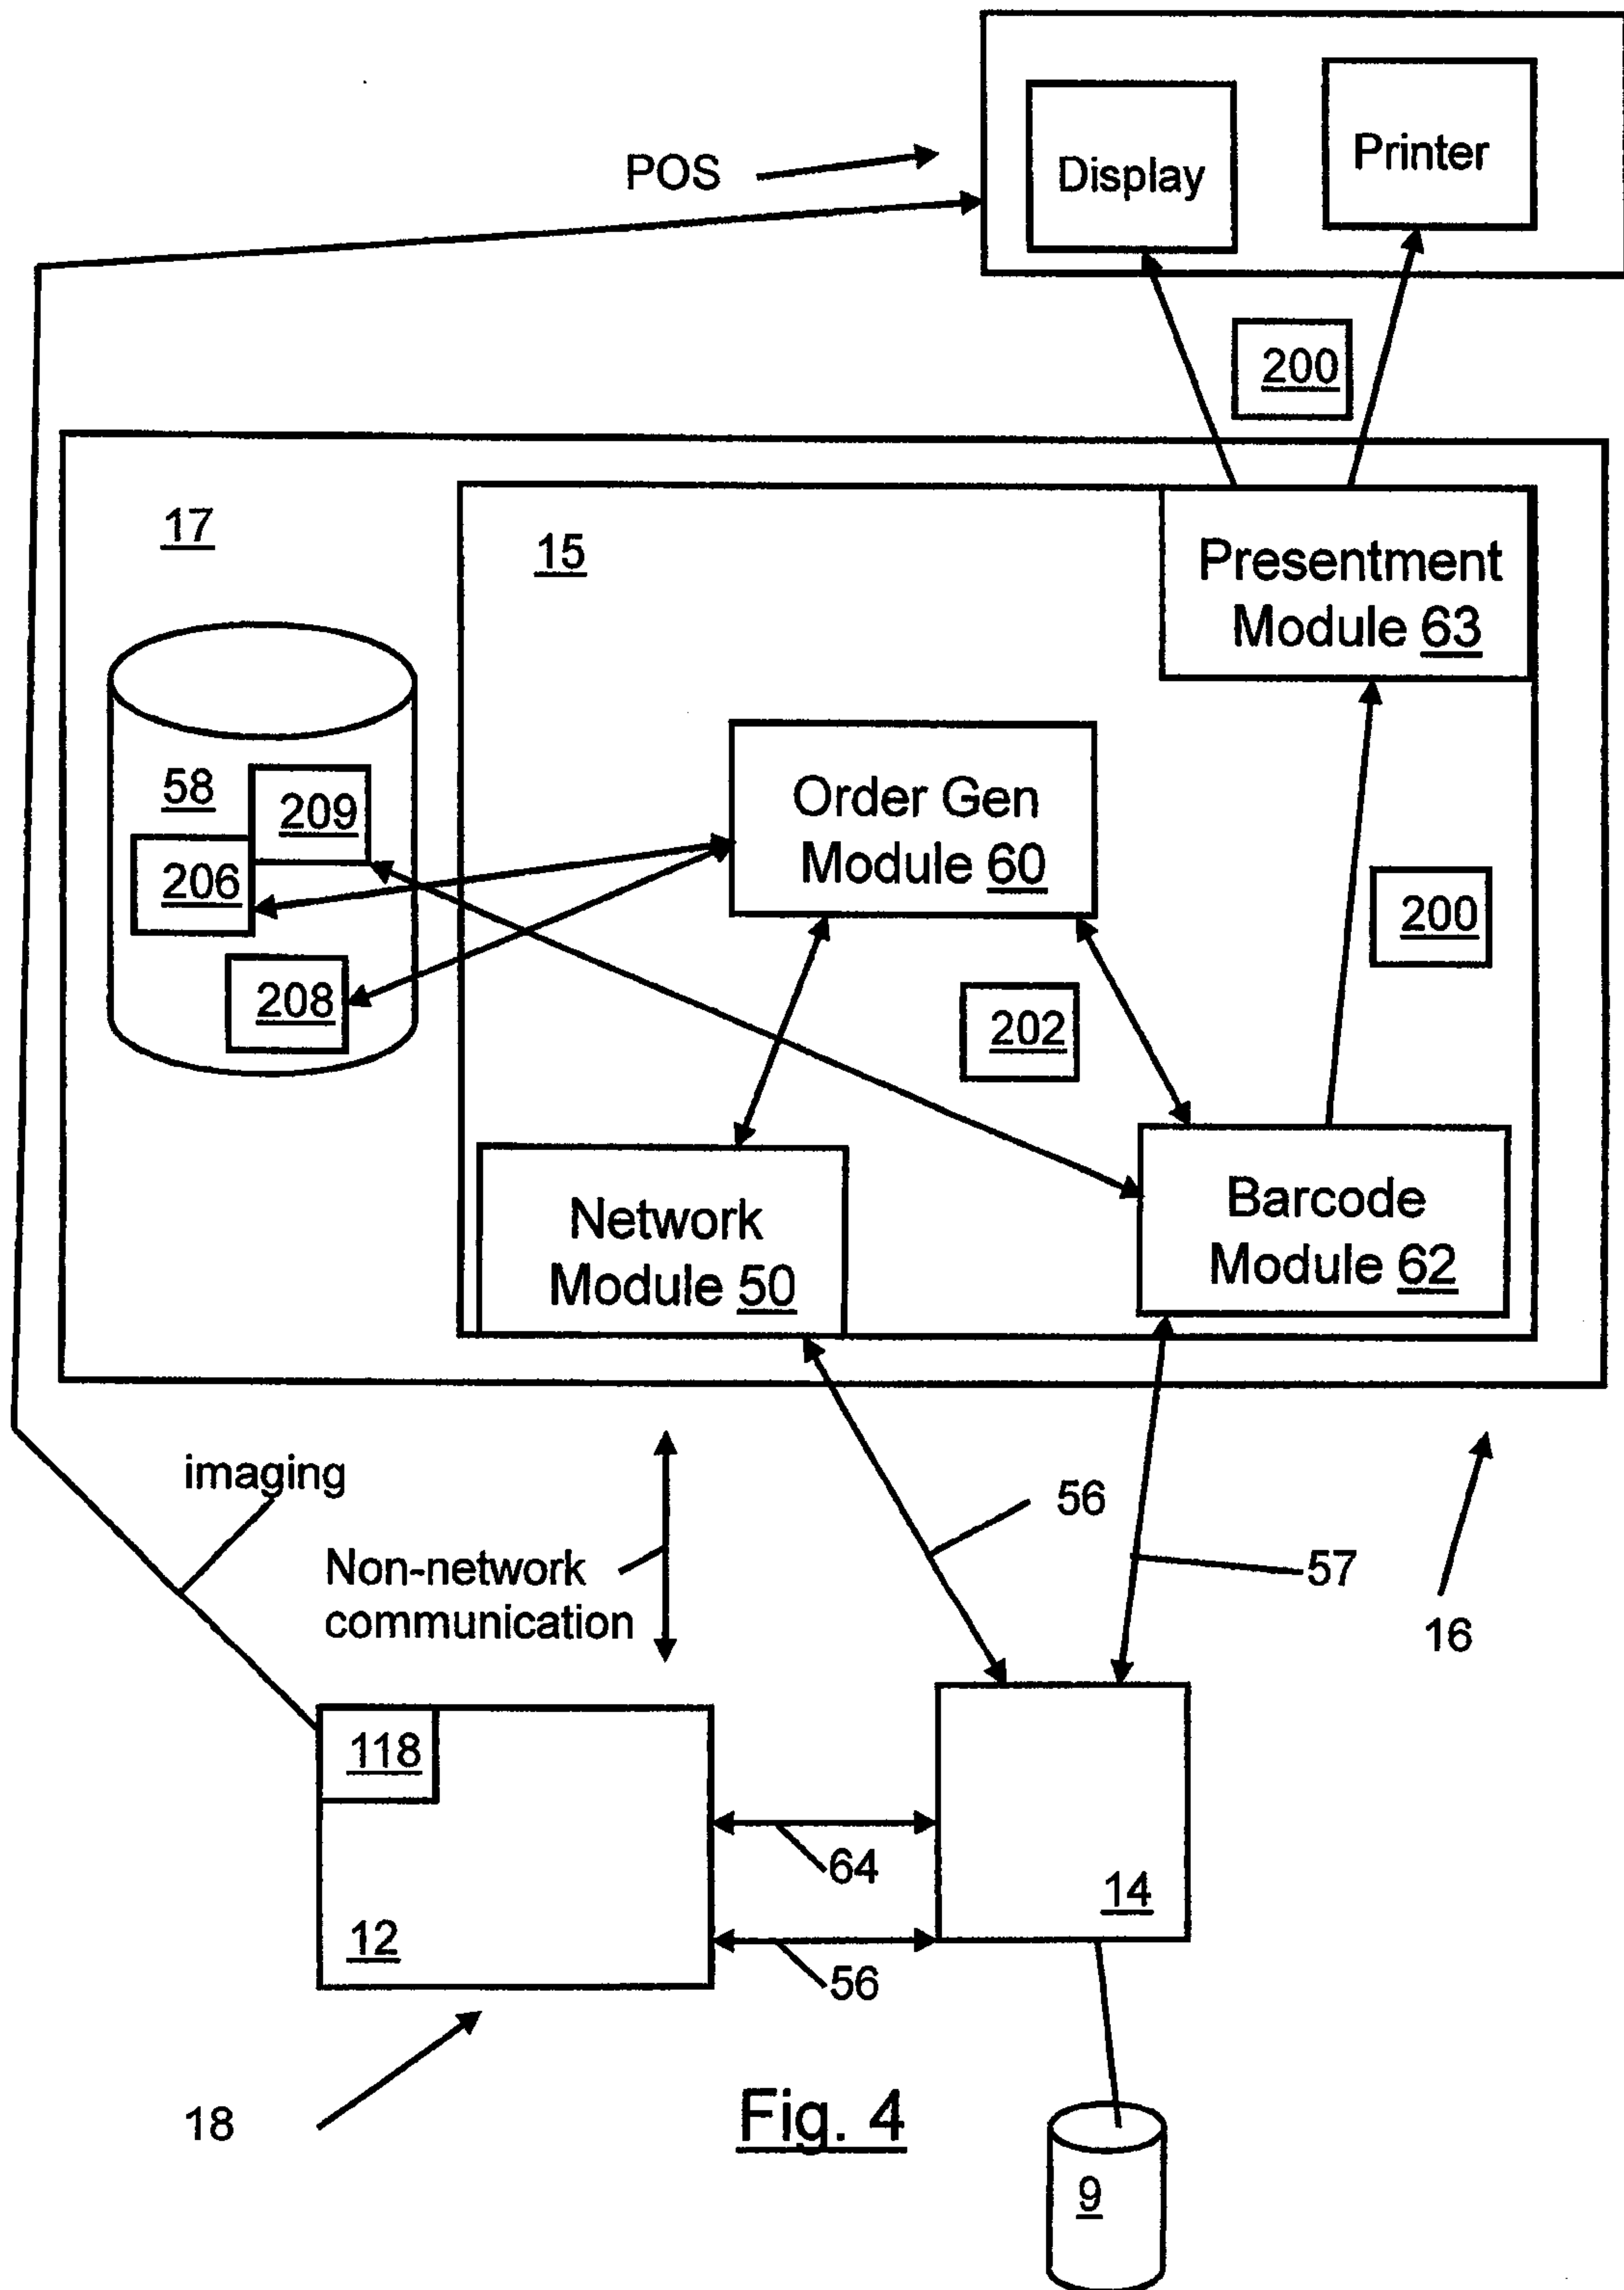 POS
Display
Printer
200
17
15
Presentment
Module 63
58
209
206
208
Order Gen
Module 60
200
202
Network
Module 50
Barcode
Module 62
imaging
Non-network
communication
56
57
16
118
12
64
56
14
18
Fig. 4
9